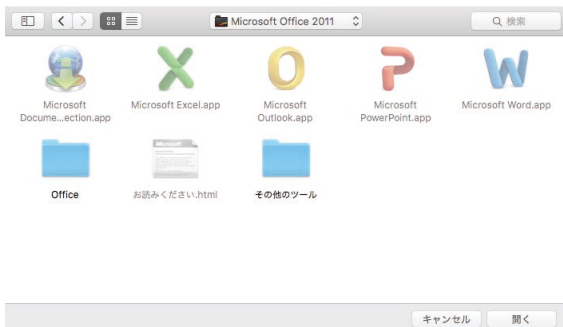 Microsoft Office 2011
検索
Microsoft Docume...ection.app
Microsoft Excel.app
Microsoft Outlook.app
Microsoft PowerPoint.app
Microsoft Word.app
Office
お読みください.html
その他のツール
キャンセル
開く